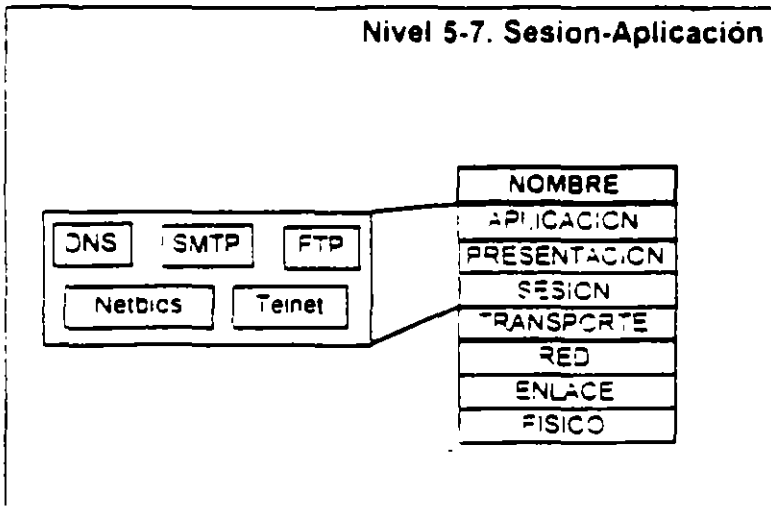 Nivel 5-7. Sesion-Aplicación
DNS SMTP FTP
Netbios Telnet
NOMBRE
APLICACION
PRESENTACION
SESION
TRANSPORTE
RED
ENLACE
FISICO